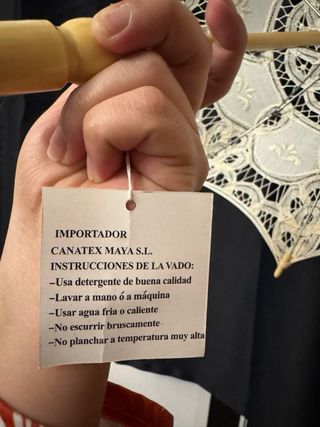 IMPORTADOR
CANATEX MAYA S.L.
INSTRUCCIONES DE LA VADO:
–Usa detergente de buena calidad
–Lavar a mano ó a máquina
–Usar agua fria o caliente
–No escurrir bruscamente
–No planchar a temperatura muy alta